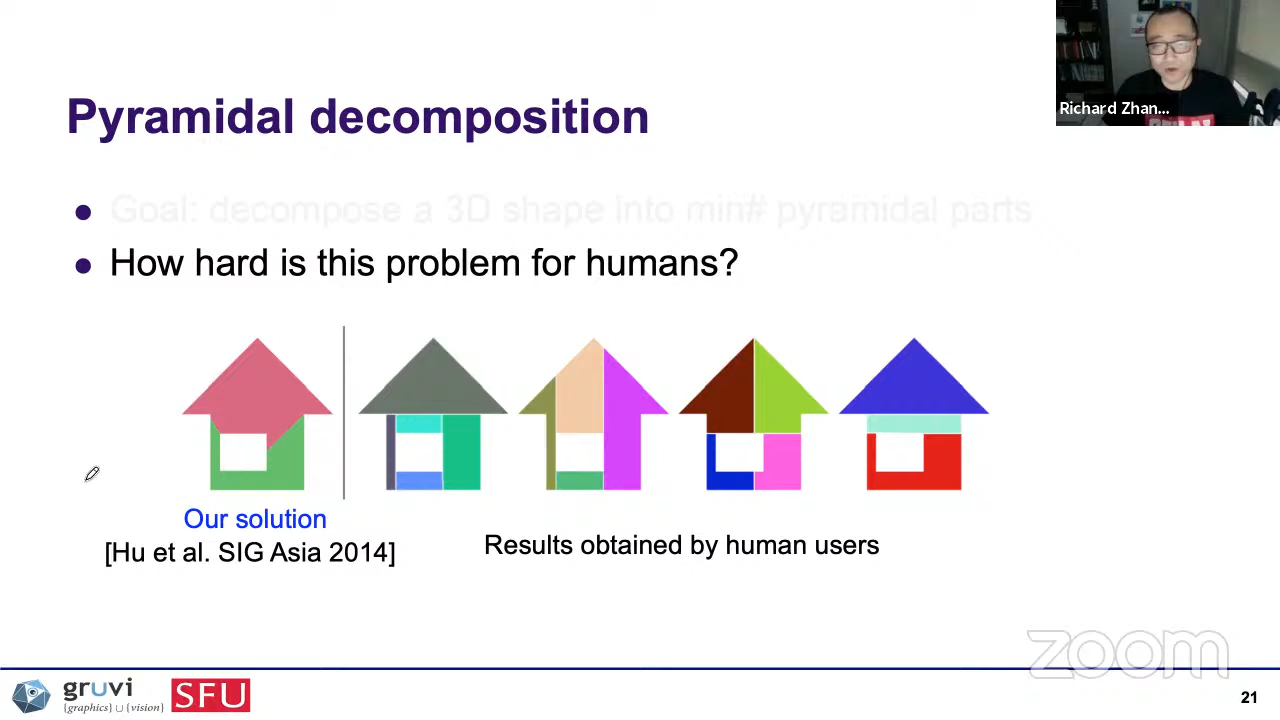 Richard Zhan...
Pyramidal decomposition
● Goal: decompose a 3D shape into min# pyramidal parts
● How hard is this problem for humans?
Our solution
[Hu et al. SIG Asia 2014]
Results obtained by human users
zoom
gruvi
{graphics} ∪ {vision}
SFU
21